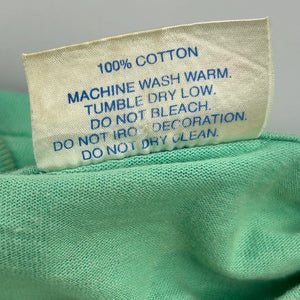 100% COTTON
MACHINE WASH WARM.
TUMBLE DRY LOW.
DO NOT BLEACH.
DO NOT IRON DECORATION.
DO NOT DRY CLEAN.